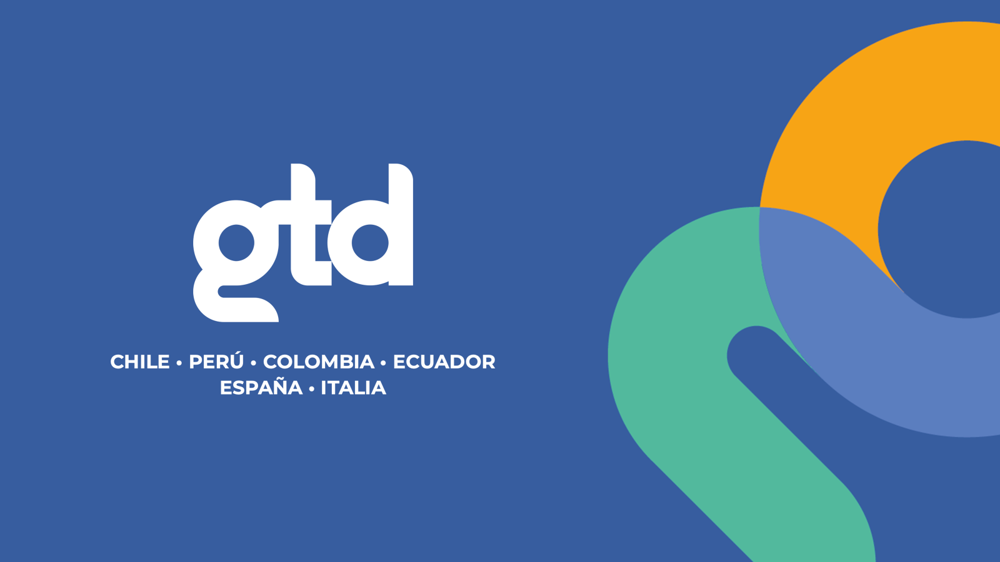 gtd
CHILE • PERÚ • COLOMBIA • ECUADOR
ESPAÑA • ITALIA